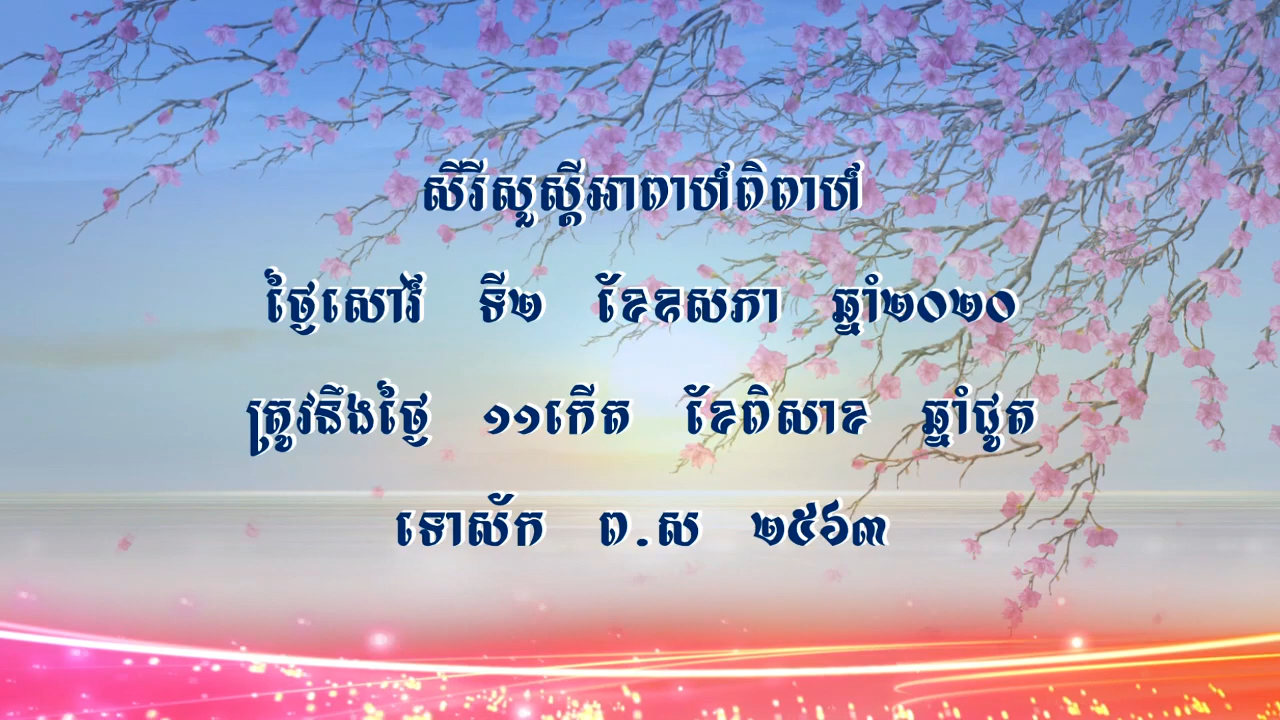 សិរីសួស្ដីអាពាហ៍ពិពាហ៍
ថ្ងៃសៅរ៍ ទី២ ខែឧសភា ឆ្នាំ២០២០
ត្រូវនឹងថ្ងៃ ១១កើត ខែពិសាខ ឆ្នាំជូត
ទោស័ក ព.ស ២៥៦៣